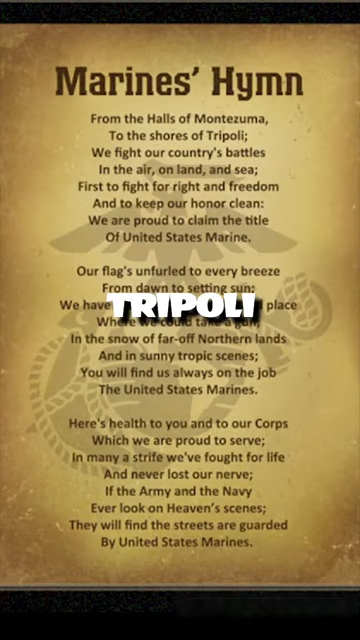 Marines' Hymn
From the Halls of Montezuma,
To the shores of Tripoli;
We fight our country's battles
In the air, on land, and sea;
First to fight for right and freedom
And to keep our honor clean:
We are proud to claim the title
Of United States Marine.
Our flag's unfurled to every breeze
From dawn to setting sun;
We have place
TRIPOLI
Where we could take a gun;
In the snow of far-off Northern lands
And in sunny tropic scenes;
You will find us always on the job
The United States Marines.
Here's health to you and to our Corps
Which we are proud to serve;
In many a strife we've fought for life
And never lost our nerve;
If the Army and the Navy
Ever look on Heaven's scenes;
They will find the streets are guarded
By United States Marines.